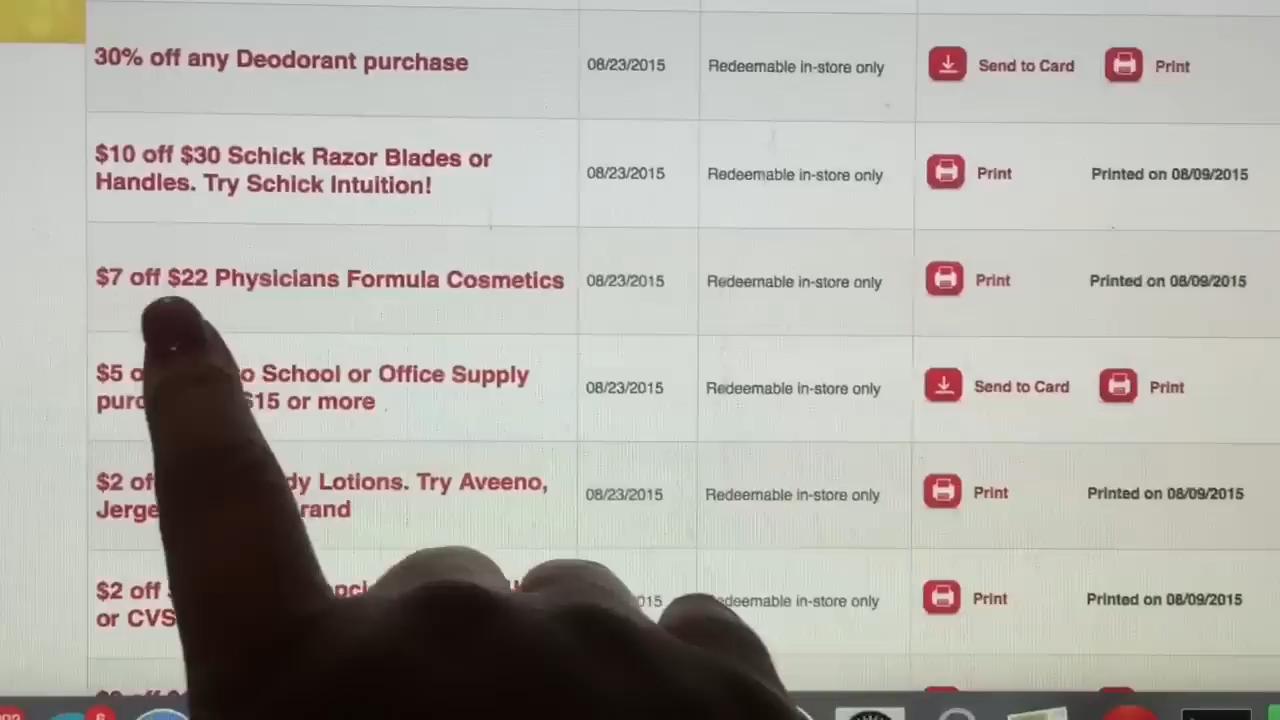 30% off any Deodorant purchase 08/23/2015 Redeemable in-store only Send to Card Print
$10 off $30 Schick Razor Blades or
Handles. Try Schick Intuition! 08/23/2015 Redeemable in-store only Print Printed on 08/09/2015
$7 off $22 Physicians Formula Cosmetics 08/23/2015 Redeemable in-store only Print Printed on 08/09/2015
$5 School or Office Supply
$15 or more 08/23/2015 Redeemable in-store only Send to Card Print
$2 Lotions. Try Aveeno,
08/23/2015 Redeemable in-store only Print Printed on 08/09/2015
$2 off
or CVS in-store only Print Printed on 08/09/2015